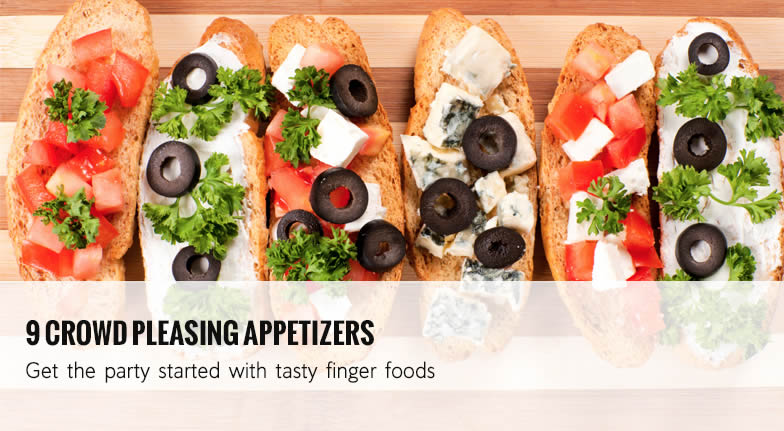 9 CROWD PLEASING APPETIZERS
Get the party started with tasty finger foods